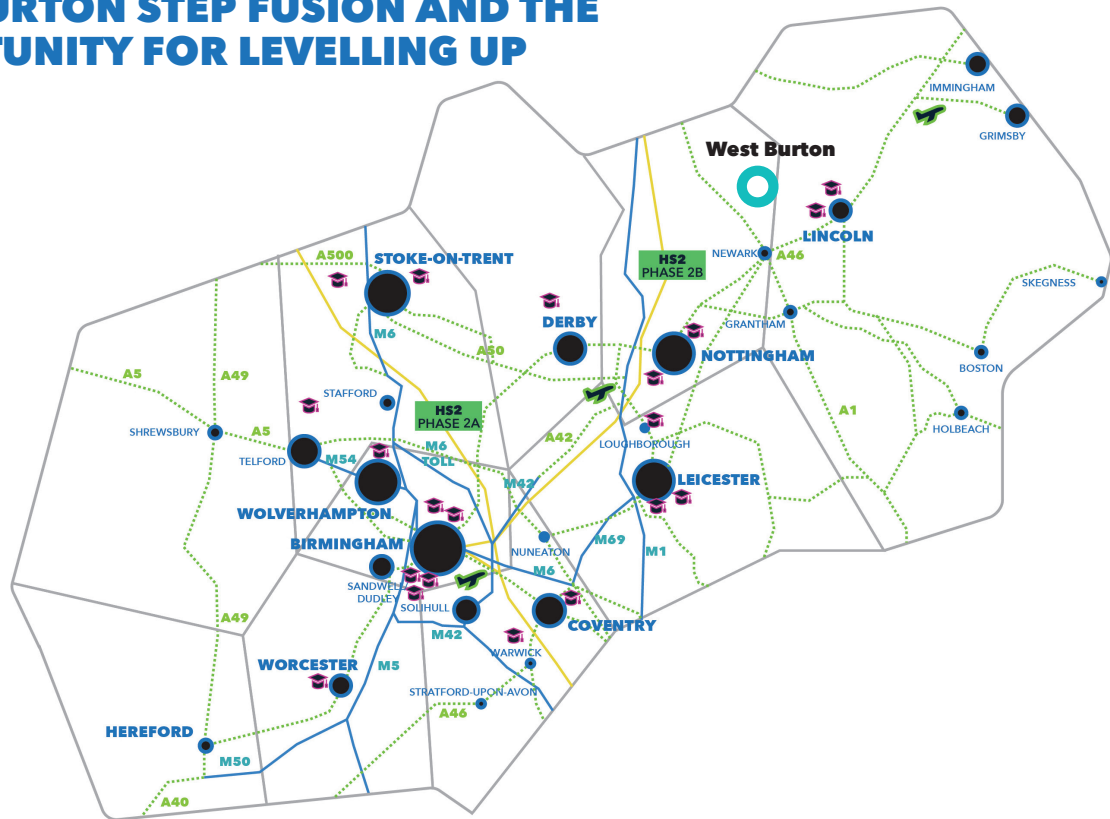 URTON STEP FUSION AND THE
TUNITY FOR LEVELLING UP
IMMINGHAM
GRIMSBY
West Burton
LINCOLN
NEWARK
A46
HS2
PHASE 2B
A500
STOKE-ON-TRENT
SKEGNESS
DERBY
GRANTHAM
M6
A50
NOTTINGHAM
BOSTON
A5
A49
STAFFORD
HS2
PHASE 2A
A1
HOLBEACH
SHREWSBURY
A5
A42
LOUGHBOROUGH
M6
TOLL
TELFORD
M54
M42
LEICESTER
WOLVERHAMPTON
BIRMINGHAM
NUNEATON
M69
M1
M6
SANDWELL
DUDLEY
SOLIHULL
A49
M42
COVENTRY
WARWICK
WORCESTER
M5
STRATFORD-UPON-AVON
A46
HEREFORD
M50
A40